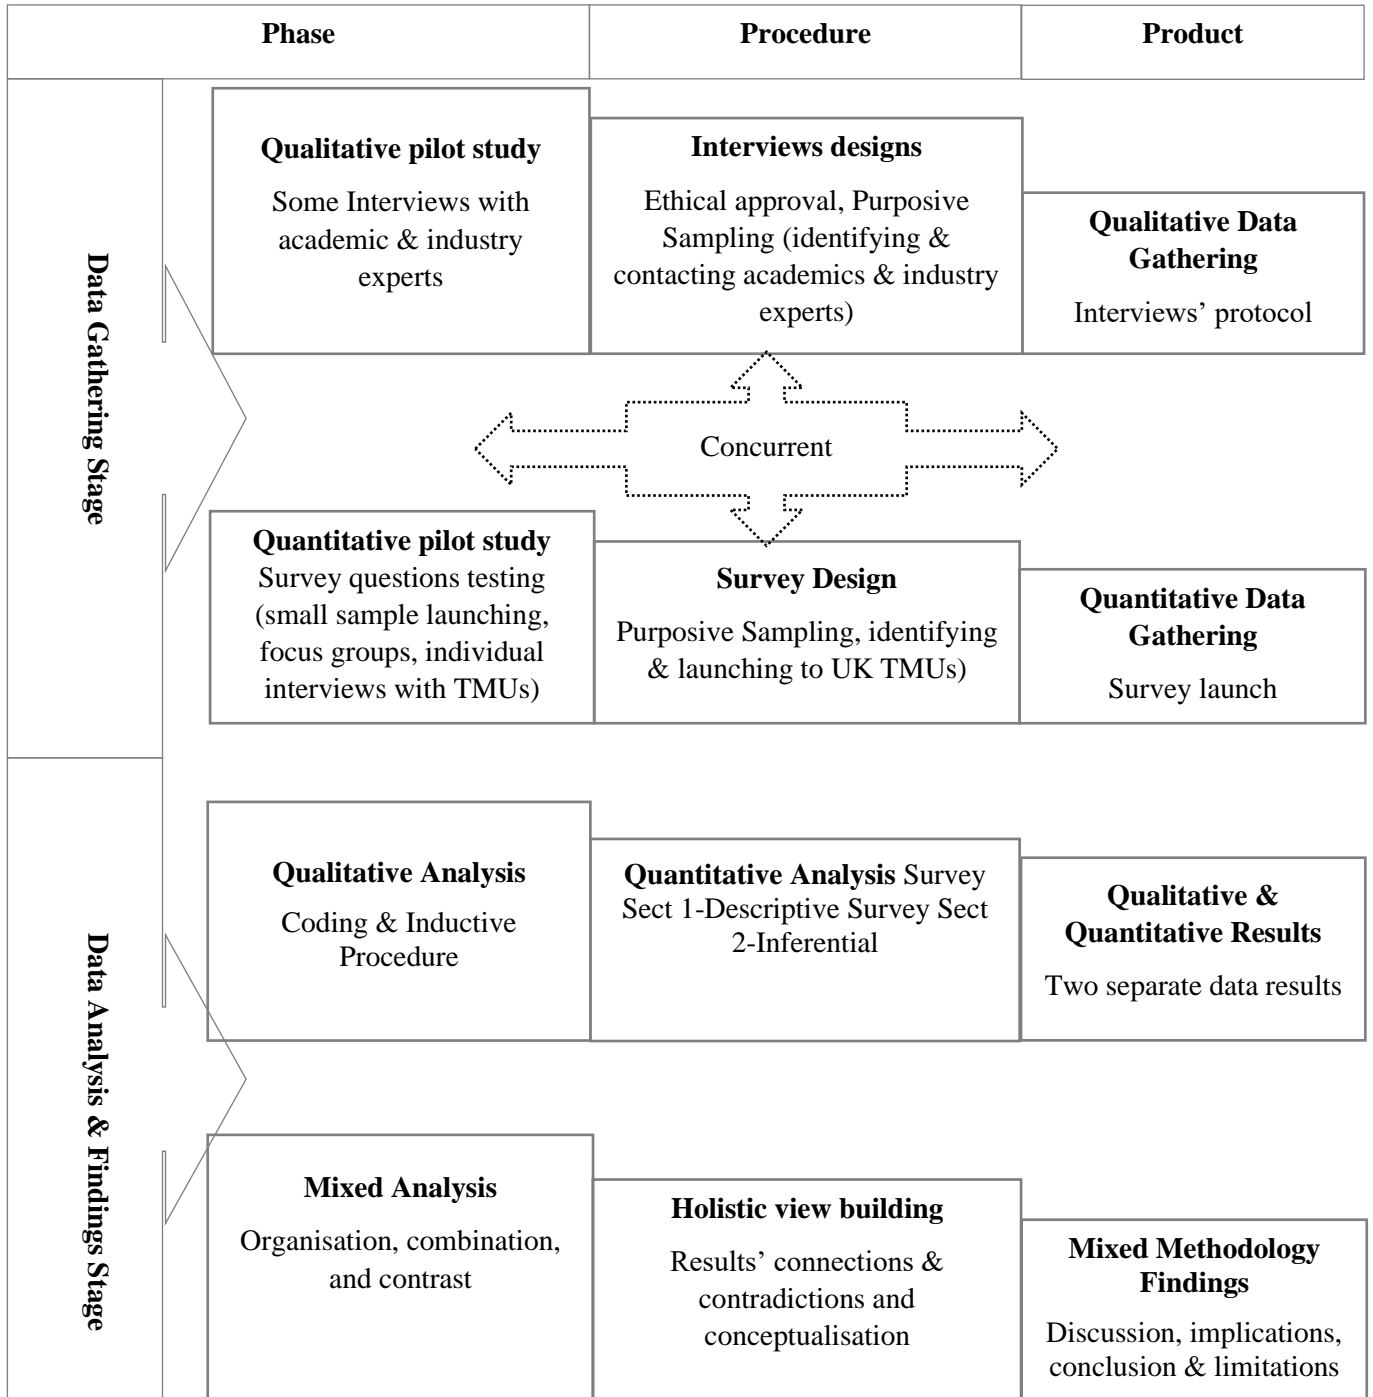 Phase
Procedure
Product
Data Gathering Stage
Qualitative pilot study
Some Interviews with
academic & industry
experts
Interviews designs
Ethical approval, Purposive
Sampling (identifying &
contacting academics & industry
experts)
Qualitative Data
Gathering
Interviews’ protocol
Concurrent
Quantitative pilot study
Survey questions testing
(small sample launching,
focus groups, individual
interviews with TMUs)
Survey Design
Purposive Sampling, identifying
& launching to UK TMUs)
Quantitative Data
Gathering
Survey launch
Data Analysis & Findings Stage
Qualitative Analysis
Coding & Inductive
Procedure
Quantitative Analysis Survey
Sect 1-Descriptive Survey Sect
2-Inferential
Qualitative &
Quantitative Results
Two separate data results
Mixed Analysis
Organisation, combination,
and contrast
Holistic view building
Results’ connections &
contradictions and
conceptualisation
Mixed Methodology
Findings
Discussion, implications,
conclusion & limitations